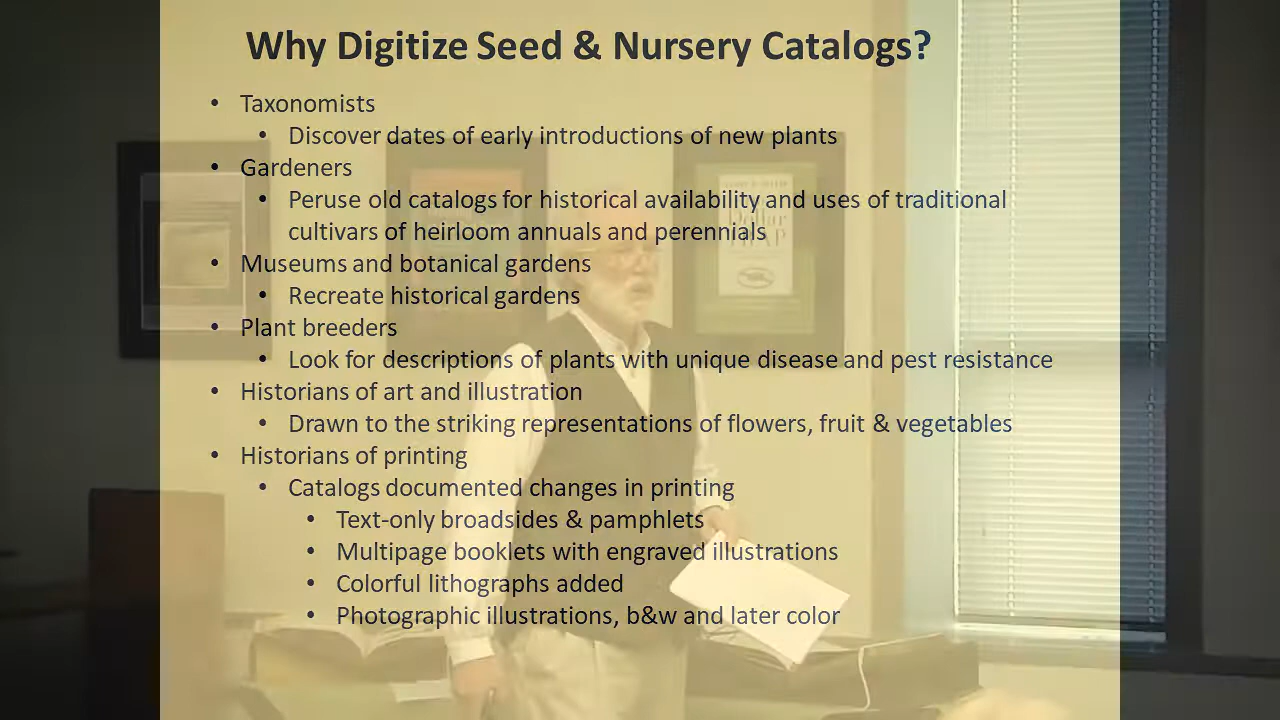 Why Digitize Seed & Nursery Catalogs?
• Taxonomists
• Discover dates of early introductions of new plants
• Gardeners
• Peruse old catalogs for historical availability and uses of traditional
cultivars of heirloom annuals and perennials
• Museums and botanical gardens
• Recreate historical gardens
• Plant breeders
• Look for descriptions of plants with unique disease and pest resistance
• Historians of art and illustration
• Drawn to the striking representations of flowers, fruit & vegetables
• Historians of printing
• Catalogs documented changes in printing
• Text-only broadsides & pamphlets
• Multipage booklets with engraved illustrations
• Colorful lithographs added
• Photographic illustrations, b&w and later color